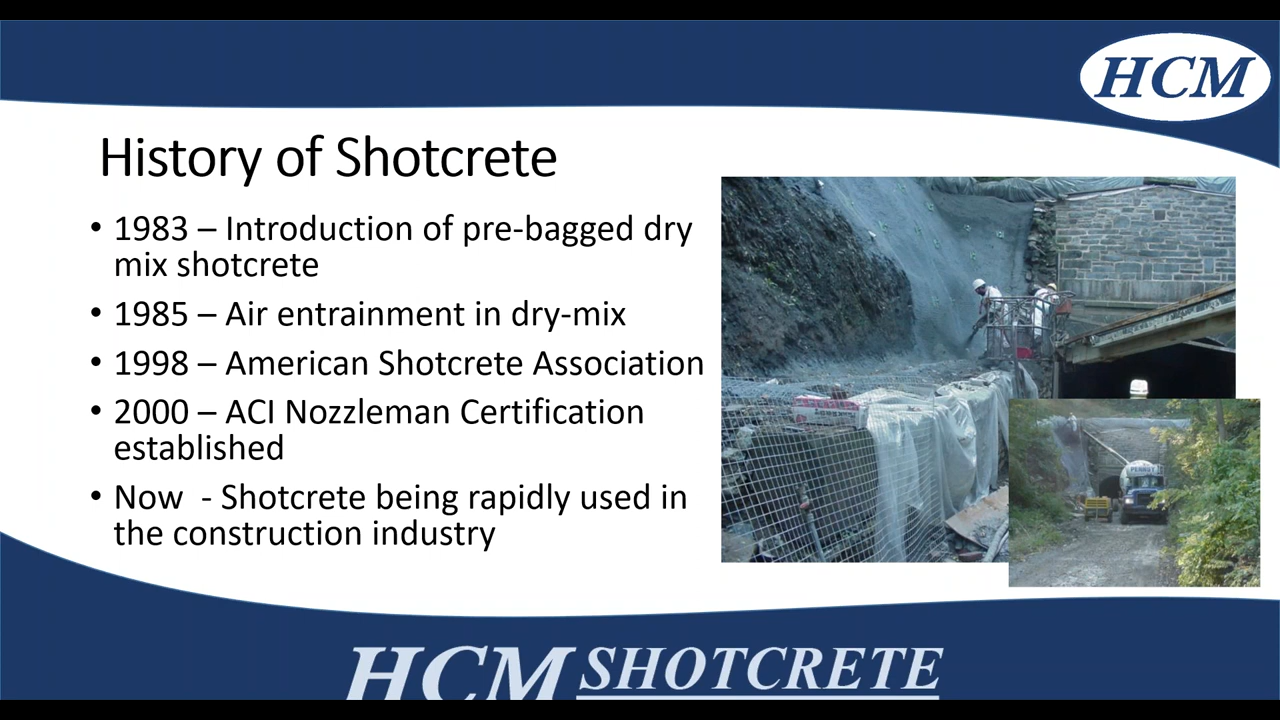 HCM
History of Shotcrete
• 1983 – Introduction of pre-bagged dry
mix shotcrete
• 1985 – Air entrainment in dry-mix
• 1998 – American Shotcrete Association
• 2000 – ACI Nozzleman Certification
established
• Now - Shotcrete being rapidly used in
the construction industry
HCM SHOTCRETE